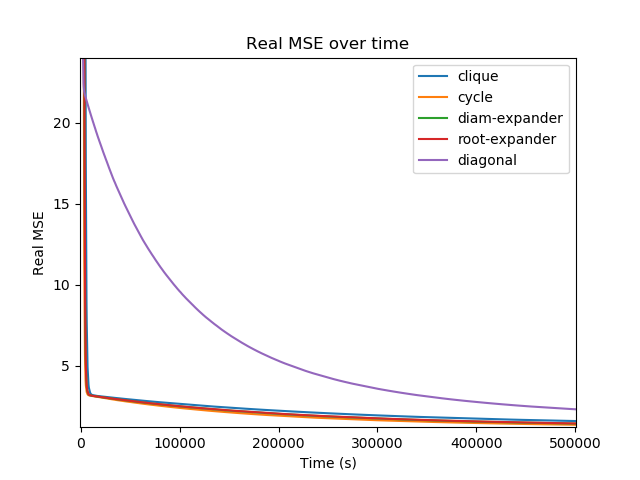 Real MSE over time
clique
cycle
diam-expander
root-expander
diagonal
20
15
10
5
Real MSE
0 100000 200000 300000 400000 500000
Time (s)